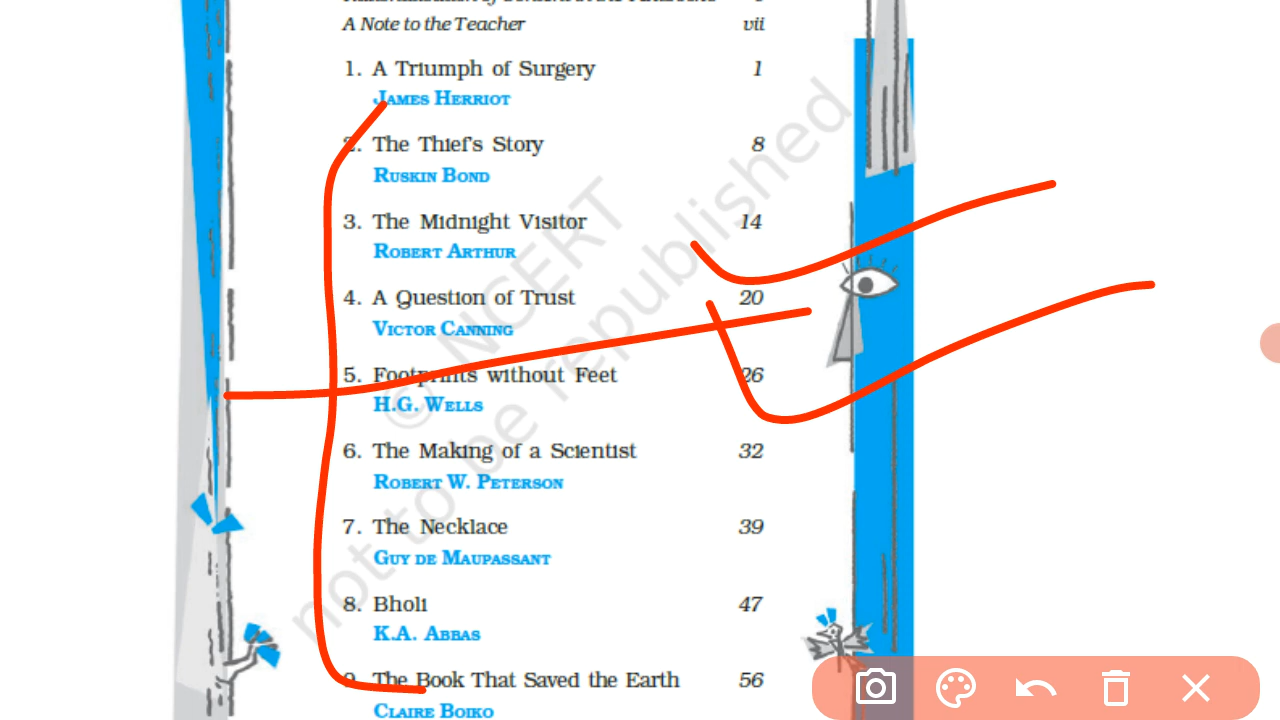 A Note to the Teacher vii
1. A Triumph of Surgery 1
JAMES HERRIOT
2. The Thief's Story 8
RUSKIN BOND
3. The Midnight Visitor 14
ROBERT ARTHUR
4. A Question of Trust 20
VICTOR CANNING
5. Footprints without Feet 26
H.G. WELLS
6. The Making of a Scientist 32
ROBERT W. PETERSON
7. The Necklace 39
GUY DE MAUPASSANT
8. Bholi 47
K.A. ABBAS
9. The Book That Saved the Earth 56
CLAIRE BOIKO
© NCERT
not to be republished